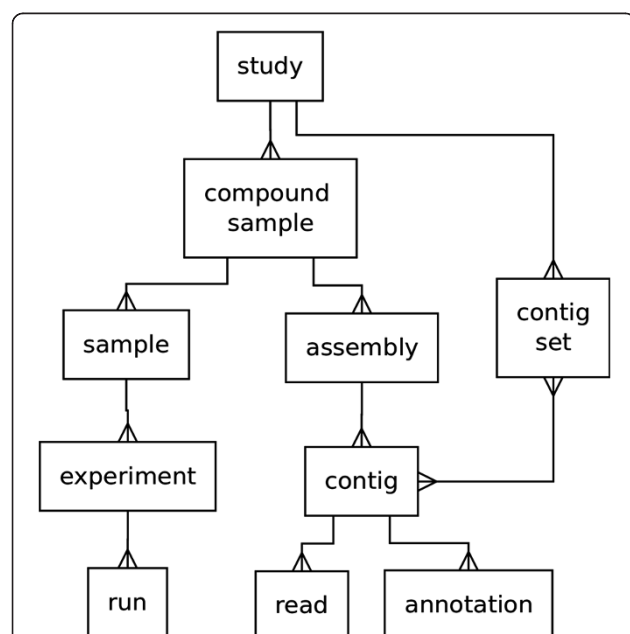 study
compound
sample
contig
set
sample
assembly
experiment
contig
run
read
annotation